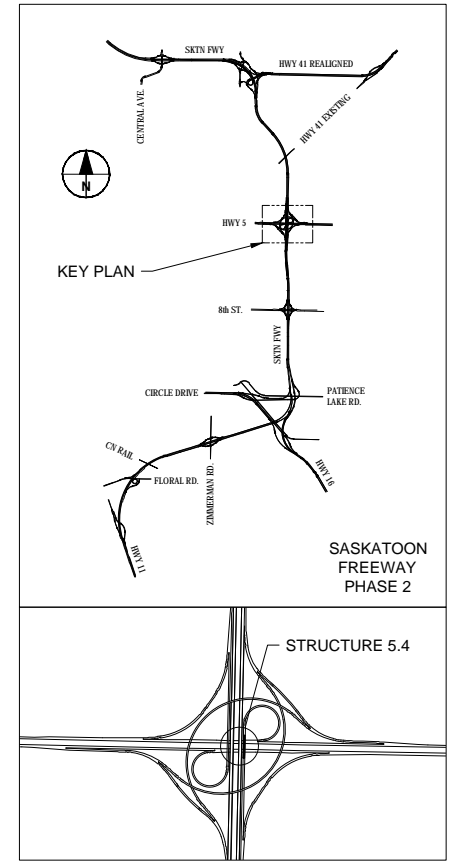 SKTN FWY
HWY 41 REALIGNED
CENTRAL AVE.
HWY 41 EXISTING
N
HWY 5
KEY PLAN
8th ST.
SKTN FWY
CIRCLE DRIVE
PATIENCE
LAKE RD.
CN RAIL
FLORAL RD.
ZIMMERMAN RD.
HWY 16
HWY 11
SASKATOON
FREEWAY
PHASE 2
STRUCTURE 5.4